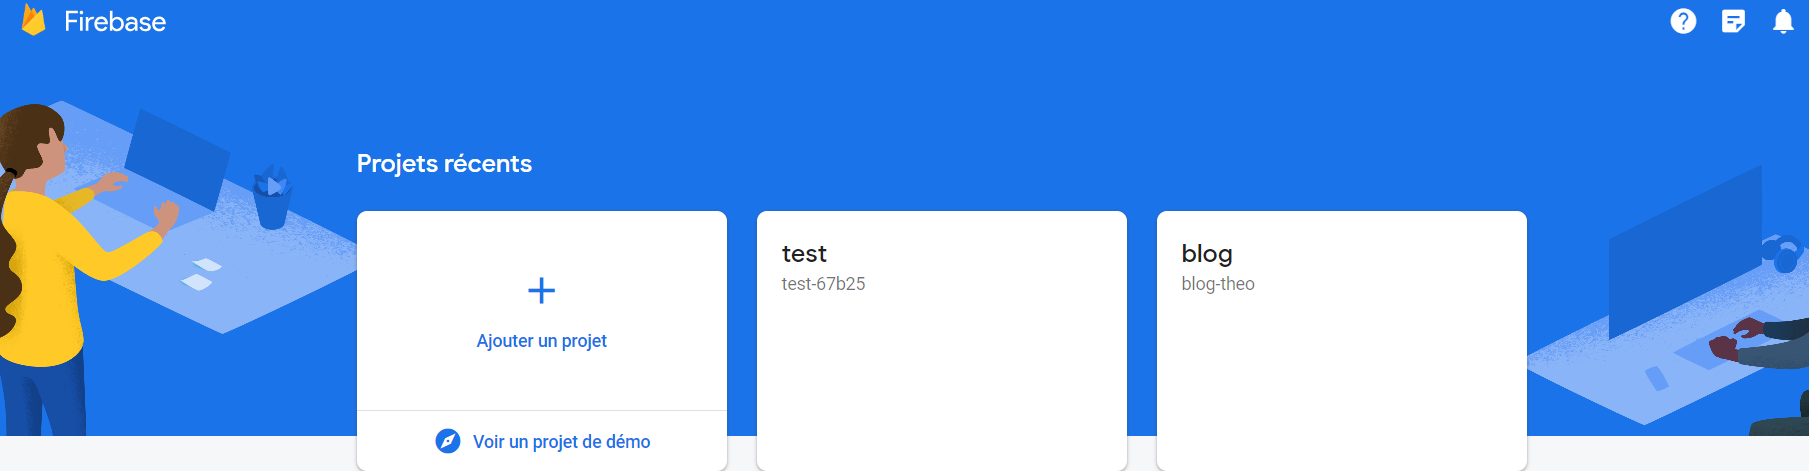 Firebase
Projets récents
Ajouter un projet
Voir un projet de démo
test
test-67b25
blog
blog-theo